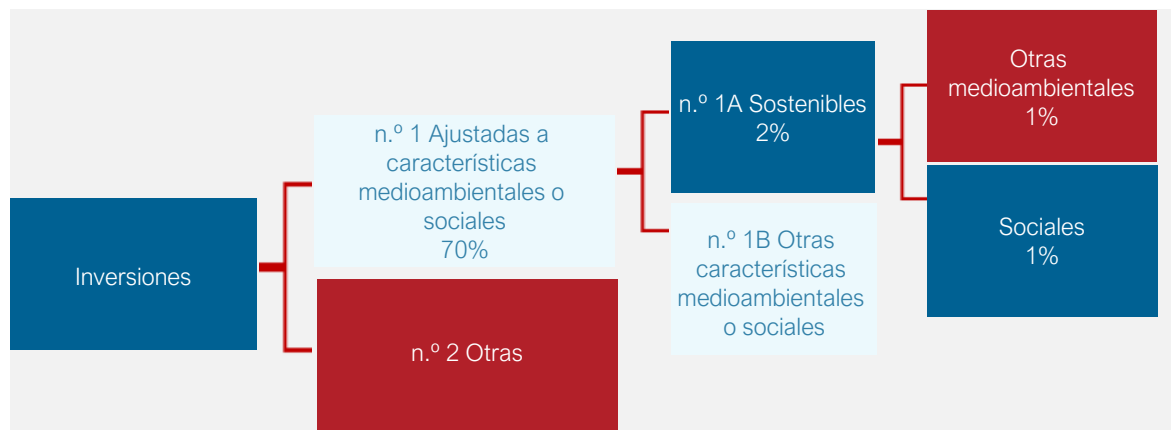 Inversiones
n.º 1 Ajustadas a
características
medioambientales o
sociales
70%
n.º 2 Otras
n.º 1A Sostenibles
2%
n.º 1B Otras
características
medioambientales
o sociales
Otras
medioambientales
1%
Sociales
1%